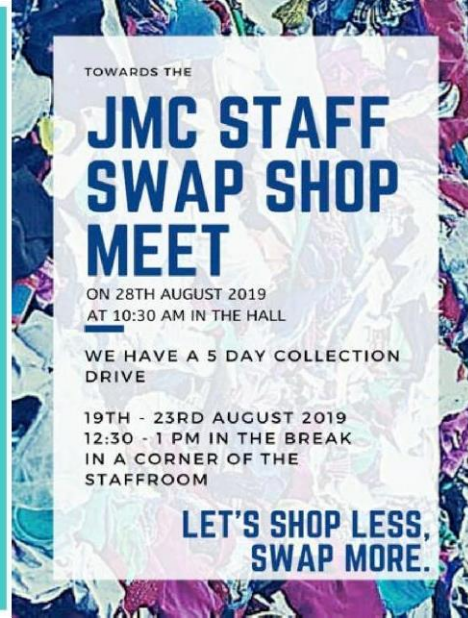 TOWARDS THE
JMC STAFF
SWAP SHOP
MEET
ON 28TH AUGUST 2019
AT 10:30 AM IN THE HALL
WE HAVE A 5 DAY COLLECTION
DRIVE
19TH - 23RD AUGUST 2019
12:30 - 1 PM IN THE BREAK
IN A CORNER OF THE
STAFFROOM
LET'S SHOP LESS,
SWAP MORE.